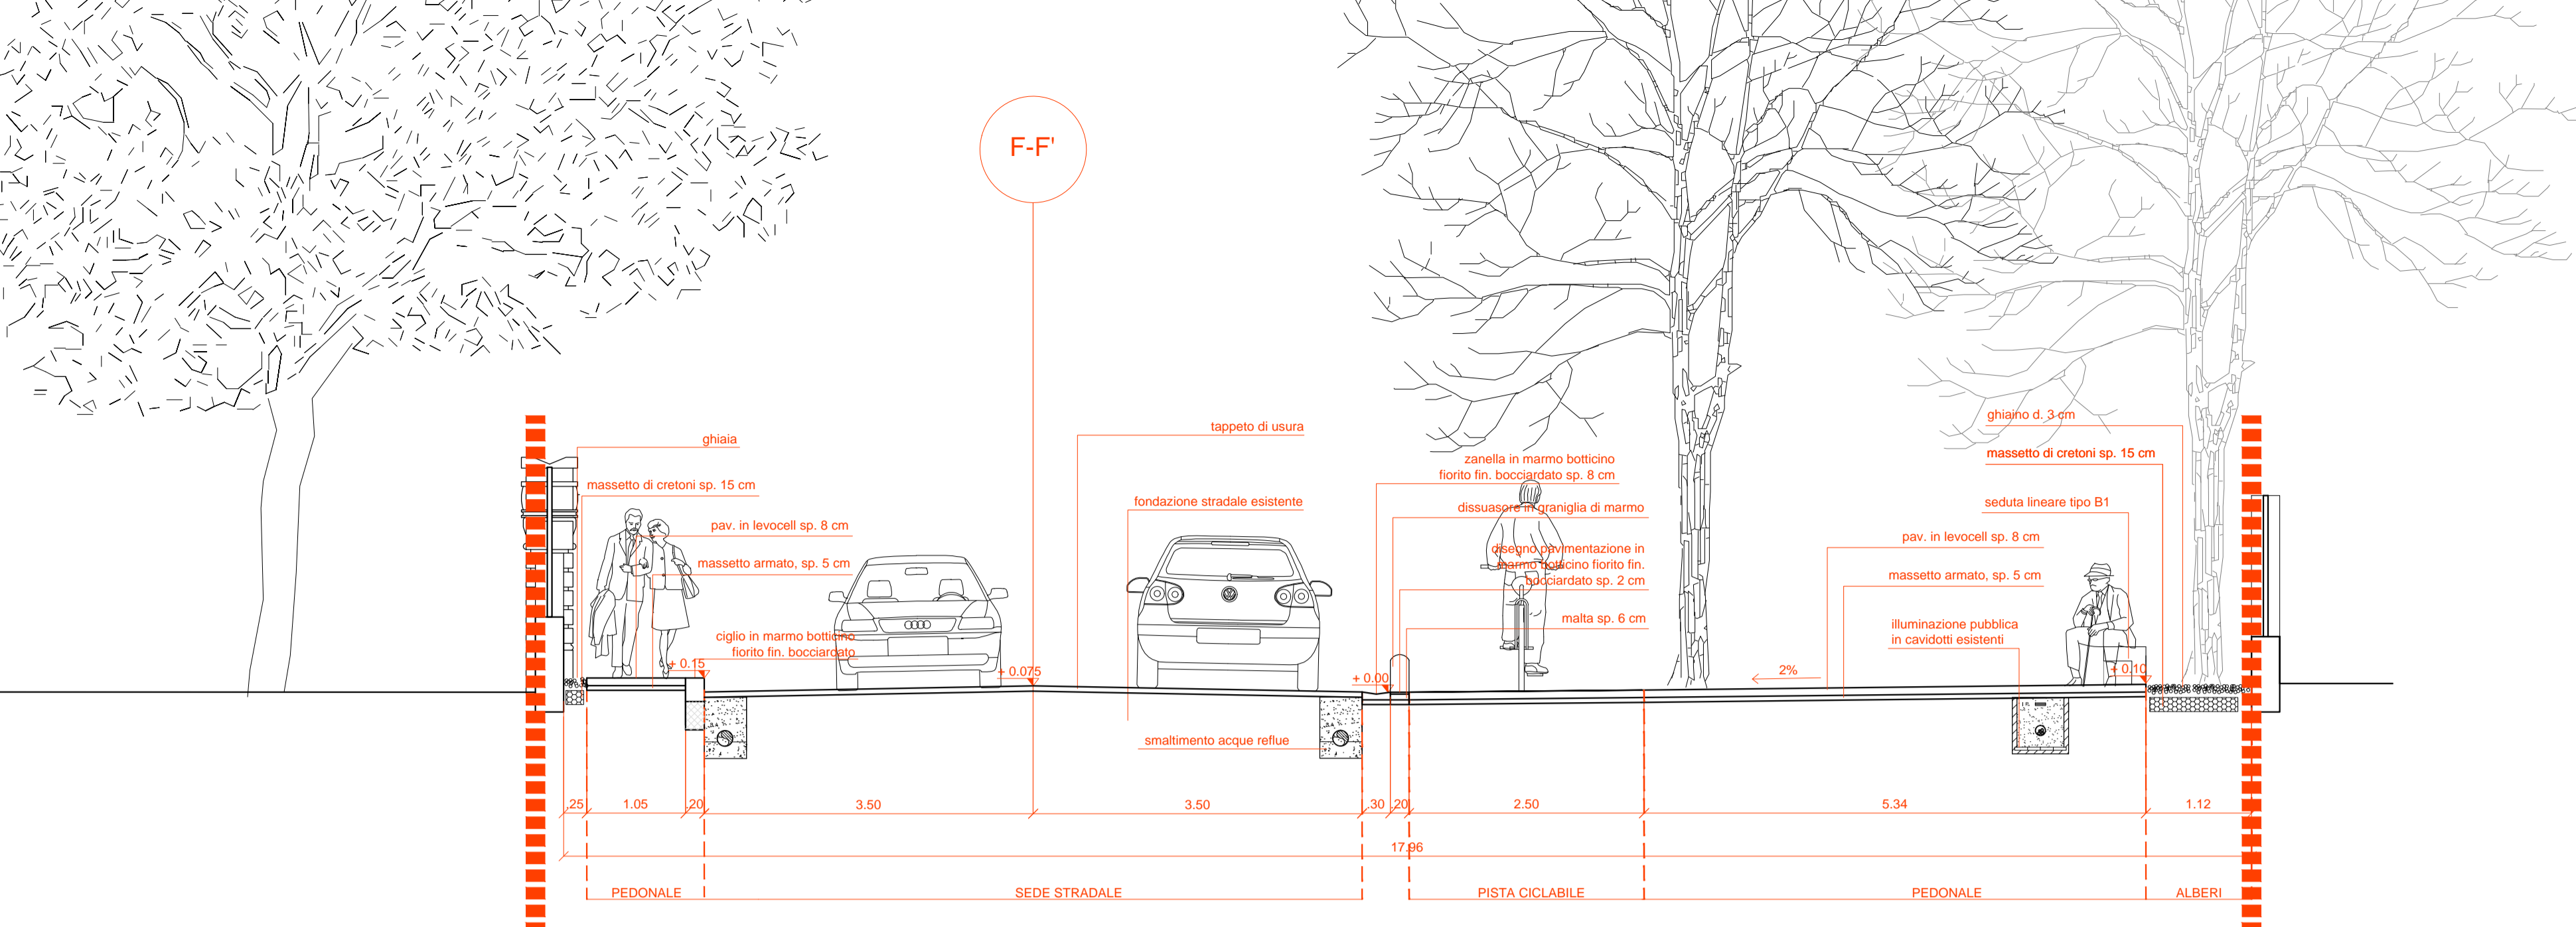 F-F'
ghiaia
massetto di cretoni sp. 15 cm
pav. in levocell sp. 8 cm
massetto armato, sp. 5 cm
ciglio in marmo botticino
fiorito fin. bocciardato
+ 0.15
+ 0.075
tappeto di usura
fondazione stradale esistente
smaltimento acque reflue
zanella in marmo botticino
fiorito fin. bocciardato sp. 8 cm
dissuasore in graniglia di marmo
disegno pavimentazione in
marmo botticino fiorito fin.
bocciardato sp. 2 cm
malta sp. 6 cm
+ 0.00
2%
ghiaino d. 3 cm
massetto di cretoni sp. 15 cm
seduta lineare tipo B1
pav. in levocell sp. 8 cm
massetto armato, sp. 5 cm
illuminazione pubblica
in cavidotti esistenti
+ 0.10
.25 1.05 .20 3.50 3.50 .30 .20 2.50 5.34 1.12
17.96
PEDONALE SEDE STRADALE PISTA CICLABILE PEDONALE ALBERI